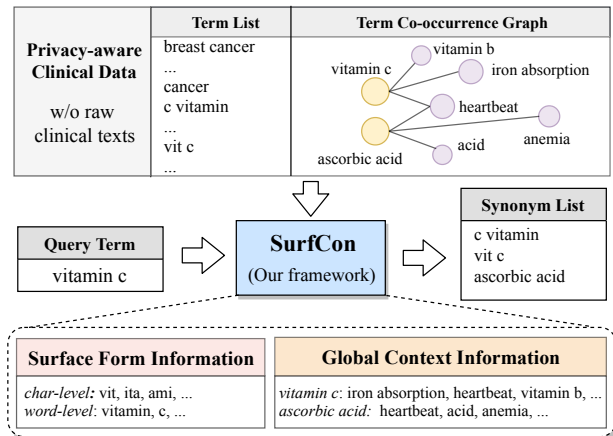 Privacy-aware
Clinical Data
w/o raw
clinical texts
Term List
breast cancer
...
cancer
c vitamin
...
vit c
...
Term Co-occurrence Graph
vitamin b
vitamin c
iron absorption
heartbeat
acid
anemia
ascorbic acid
Query Term
vitamin c
SurfCon
(Our framework)
Synonym List
c vitamin
vit c
ascorbic acid
Surface Form Information
char-level: vit, ita, ami, ...
word-level: vitamin, c, ...
Global Context Information
vitamin c: iron absorption, heartbeat, vitamin b, ...
ascorbic acid: heartbeat, acid, anemia, ...